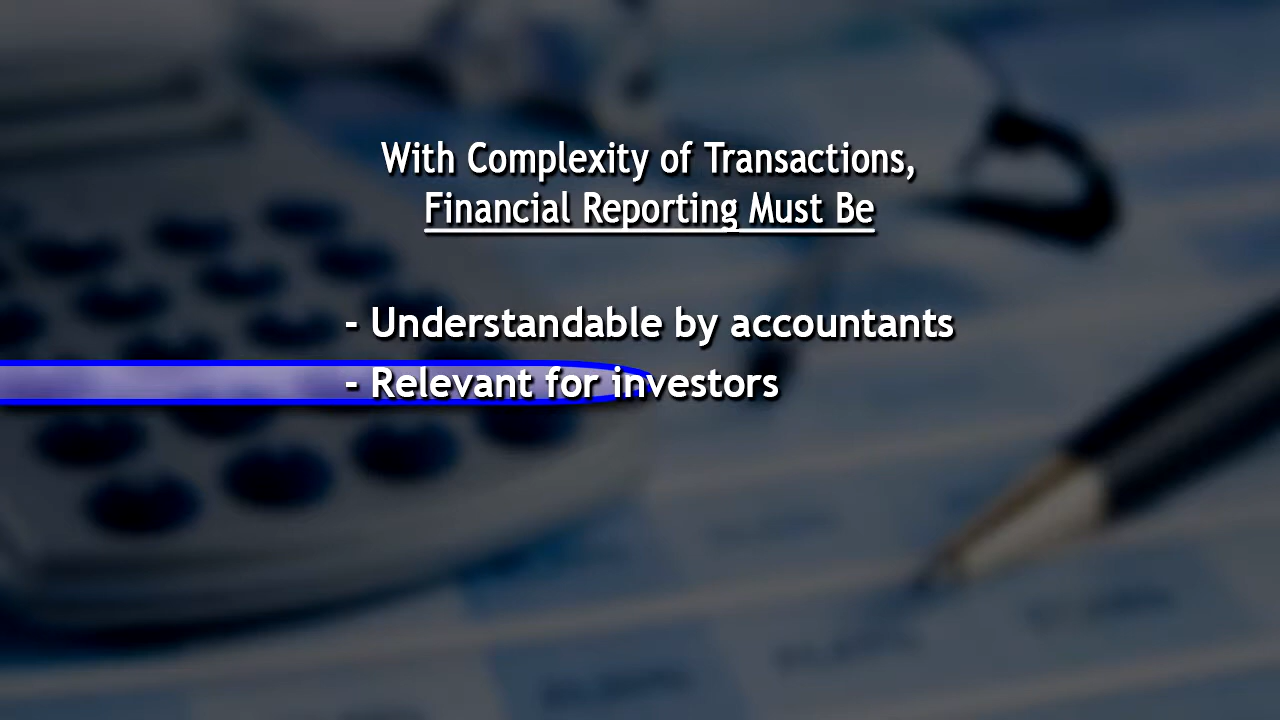 With Complexity of Transactions,
Financial Reporting Must Be
- Understandable by accountants
- Relevant for investors